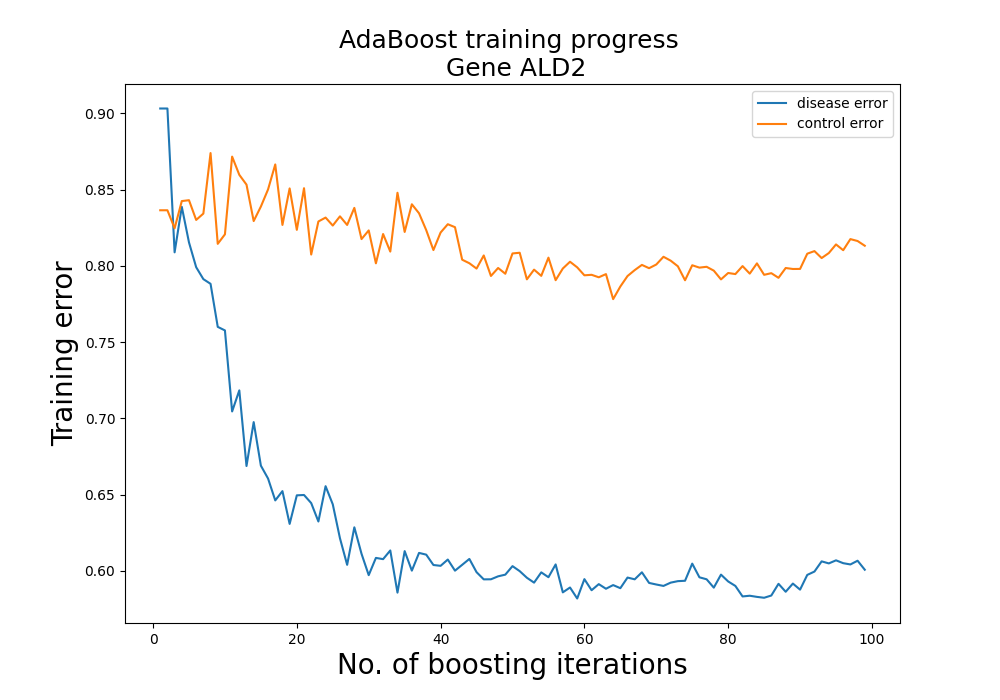 AdaBoost training progress
Gene ALD2
disease error
control error
Training error
0.90
0.85
0.80
0.75
0.70
0.65
0.60
0
20
40
60
80
100
No. of boosting iterations